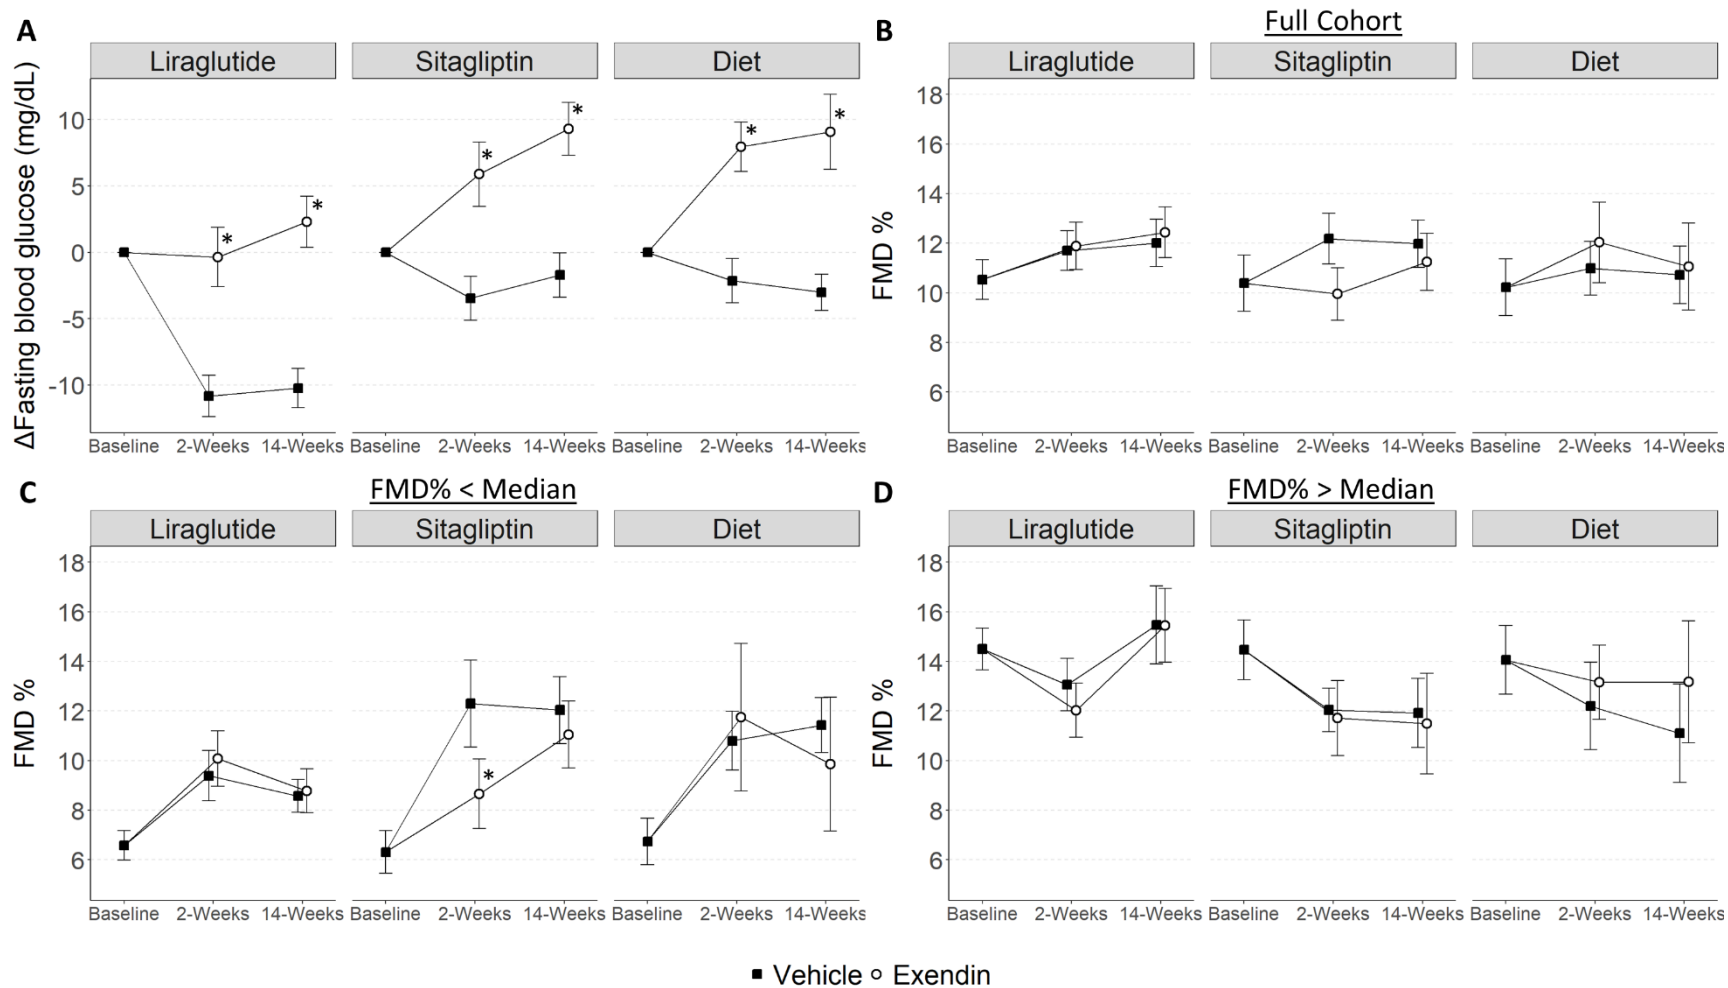 A
B
Full Cohort
Liraglutide Sitagliptin Diet
Liraglutide Sitagliptin Diet
ΔFasting blood glucose (mg/dL)
10
5
0
-5
-10
* * * * * *
Baseline 2-Weeks 14-Weeks Baseline 2-Weeks 14-Weeks Baseline 2-Weeks 14-Weeks
FMD %
18
16
14
12
10
8
6
Baseline 2-Weeks 14-Weeks Baseline 2-Weeks 14-Weeks Baseline 2-Weeks 14-Weeks
C
FMD% < Median
Liraglutide Sitagliptin Diet
FMD %
18
16
14
12
10
8
6
*
Baseline 2-Weeks 14-Weeks Baseline 2-Weeks 14-Weeks Baseline 2-Weeks 14-Weeks
D
FMD% > Median
Liraglutide Sitagliptin Diet
FMD %
18
16
14
12
10
8
6
Baseline 2-Weeks 14-Weeks Baseline 2-Weeks 14-Weeks Baseline 2-Weeks 14-Weeks
■ Vehicle ○ Exendin